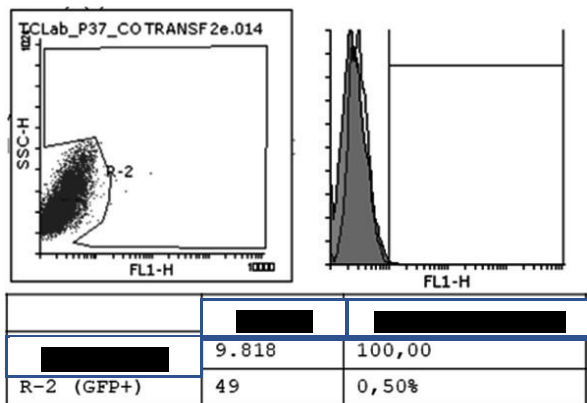 TCLab_P37_COTRANSF2e.014
SSC-H
R-2
FL1-H
10000
FL1-H
9.818 100,00
R-2 (GFP+) 49 0,50%